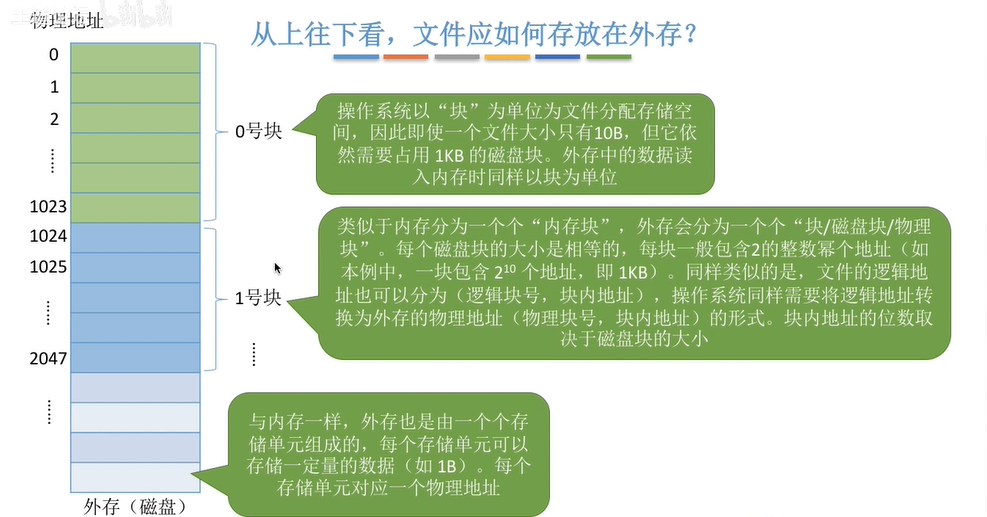 物理地址
bilibili
从上往下看，文件应如何存放在外存？
0
1
2
……
1023
1024
1025
……
2047
……
外存（磁盘）
0号块
1号块
……
操作系统以“块”为单位为文件分配存储空
间，因此即使一个文件大小只有10B，但它依
然需要占用 1KB 的磁盘块。外存中的数据读
入内存时同样以块为单位
类似于内存分为一个个“内存块”，外存会分为一个个“块/磁盘块/物理
块”。每个磁盘块的大小是相等的，每块一般包含2的整数幂个地址（如
本例中，一块包含 2¹⁰ 个地址，即 1KB）。同样类似的是，文件的逻辑地
址也可以分为（逻辑块号，块内地址），操作系统同样需要将逻辑地址转
换为外存的物理地址（物理块号，块内地址）的形式。块内地址的位数取
决于磁盘块的大小
与内存一样，外存也是由一个个存
储单元组成的，每个存储单元可以
存储一定量的数据（如 1B）。每个
存储单元对应一个物理地址